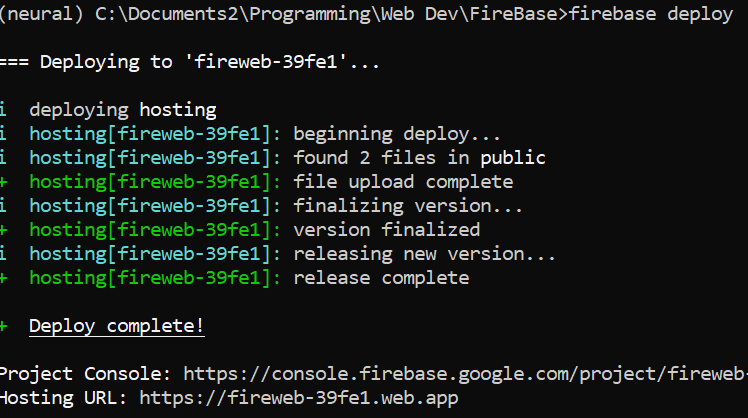 (neural) C:\Documents2\Programming\Web Dev\FireBase>firebase deploy
=== Deploying to 'fireweb-39fe1'...
i deploying hosting
i hosting[fireweb-39fe1]: beginning deploy...
i hosting[fireweb-39fe1]: found 2 files in public
+ hosting[fireweb-39fe1]: file upload complete
i hosting[fireweb-39fe1]: finalizing version...
+ hosting[fireweb-39fe1]: version finalized
i hosting[fireweb-39fe1]: releasing new version...
+ hosting[fireweb-39fe1]: release complete
+ Deploy complete!
Project Console: https://console.firebase.google.com/project/fireweb-
Hosting URL: https://fireweb-39fe1.web.app